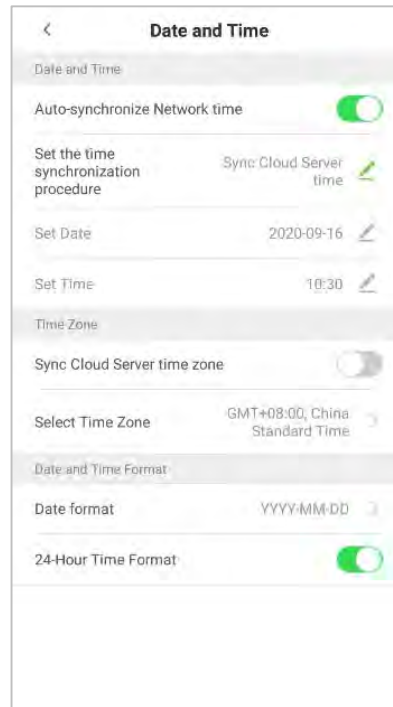 Date and Time
Date and Time
Auto-synchronize Network time
Set the time
synchronization
procedure
Sync Cloud Server
time
Set Date
2020-09-16
Set Time
10:30
Time Zone
Sync Cloud Server time zone
Select Time Zone
GMT+08:00, China
Standard Time
Date and Time Format
Date format
YYYY-MM-DD
24-Hour Time Format